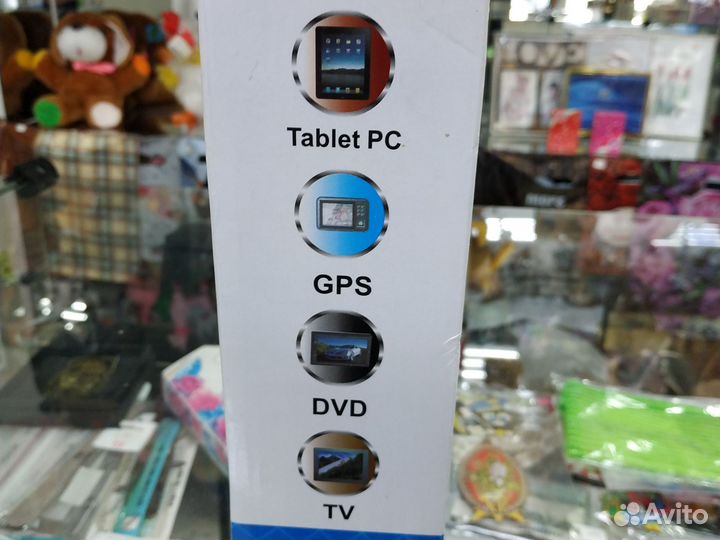 Tablet PC
GPS
DVD
TV
Avito